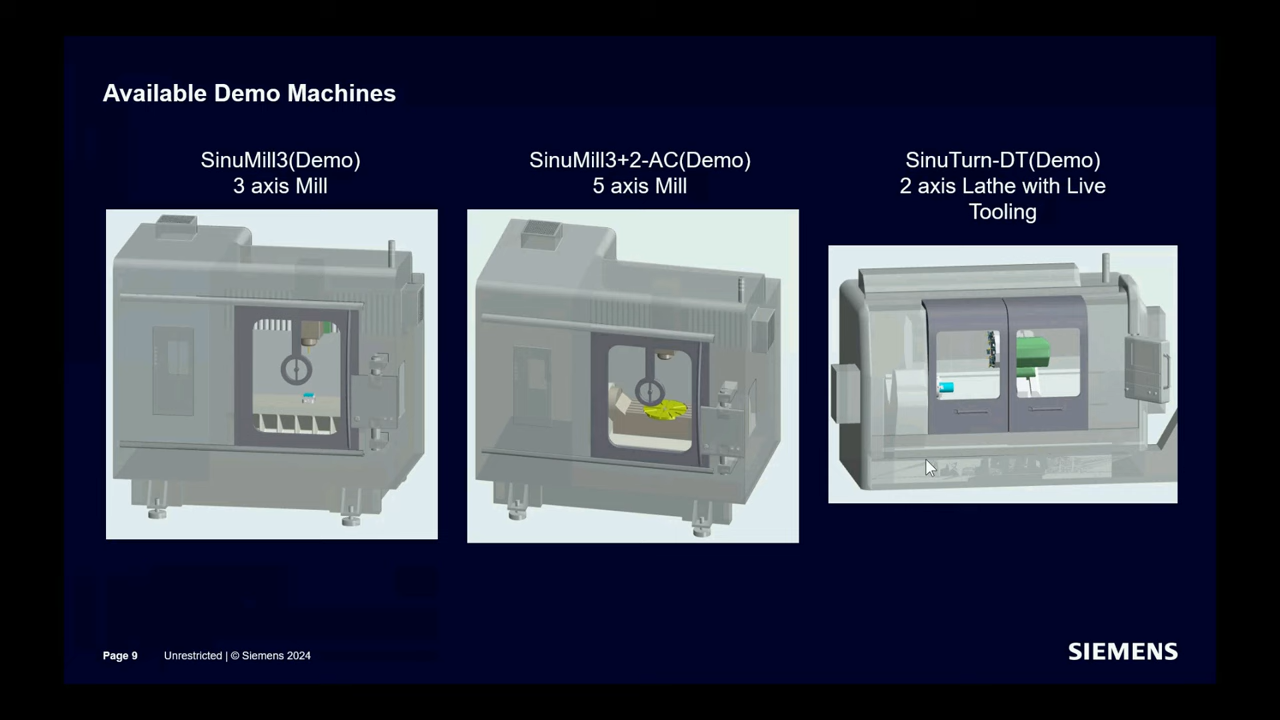 Available Demo Machines
SinuMill3(Demo)
3 axis Mill
SinuMill3+2-AC(Demo)
5 axis Mill
SinuTurn-DT(Demo)
2 axis Lathe with Live
Tooling
Page 9
Unrestricted | © Siemens 2024
SIEMENS